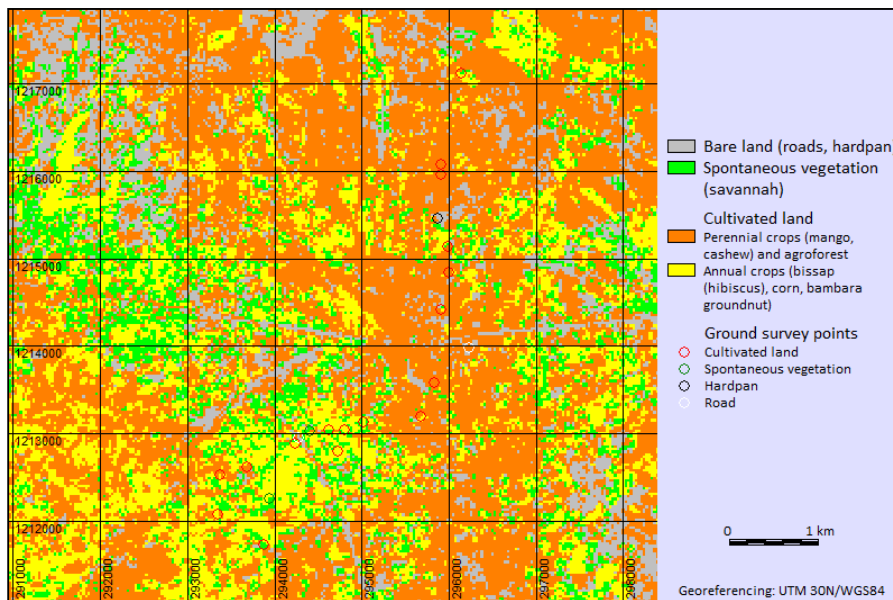 1217000
1216000
1215000
1214000
1213000
1212000
291000
292000
293000
294000
295000
296000
297000
298000
Bare land (roads, hardpan
Spontaneous vegetation
(savannah)
Cultivated land
Perennial crops (mango,
cashew) and agroforest
Annual crops (bissap
(hibiscus), corn, bambara
groundnut)
Ground survey points
Cultivated land
Spontaneous vegetation
Hardpan
Road
0 1 km
Georeferencing: UTM 30N/WGS84